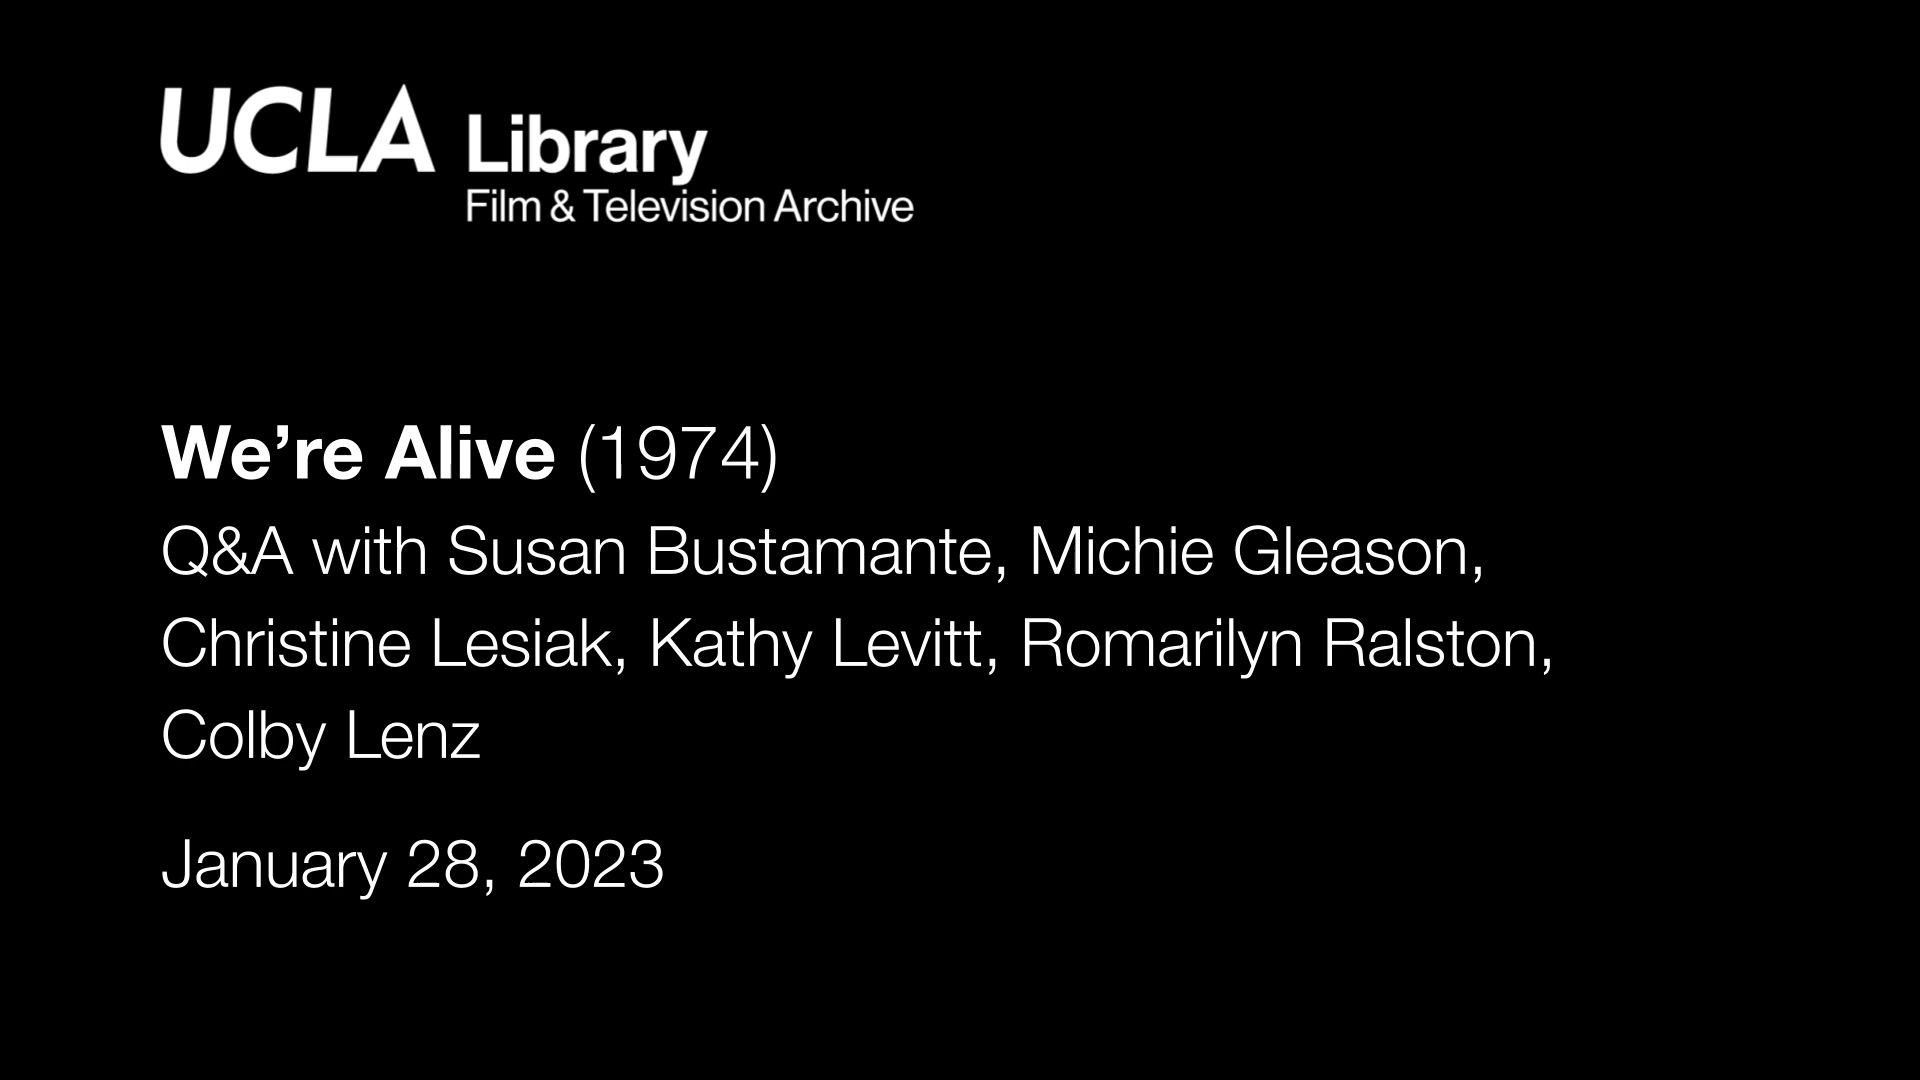 UCLA Library
Film & Television Archive
We’re Alive (1974)
Q&A with Susan Bustamante, Michie Gleason,
Christine Lesiak, Kathy Levitt, Romarilyn Ralston,
Colby Lenz
January 28, 2023